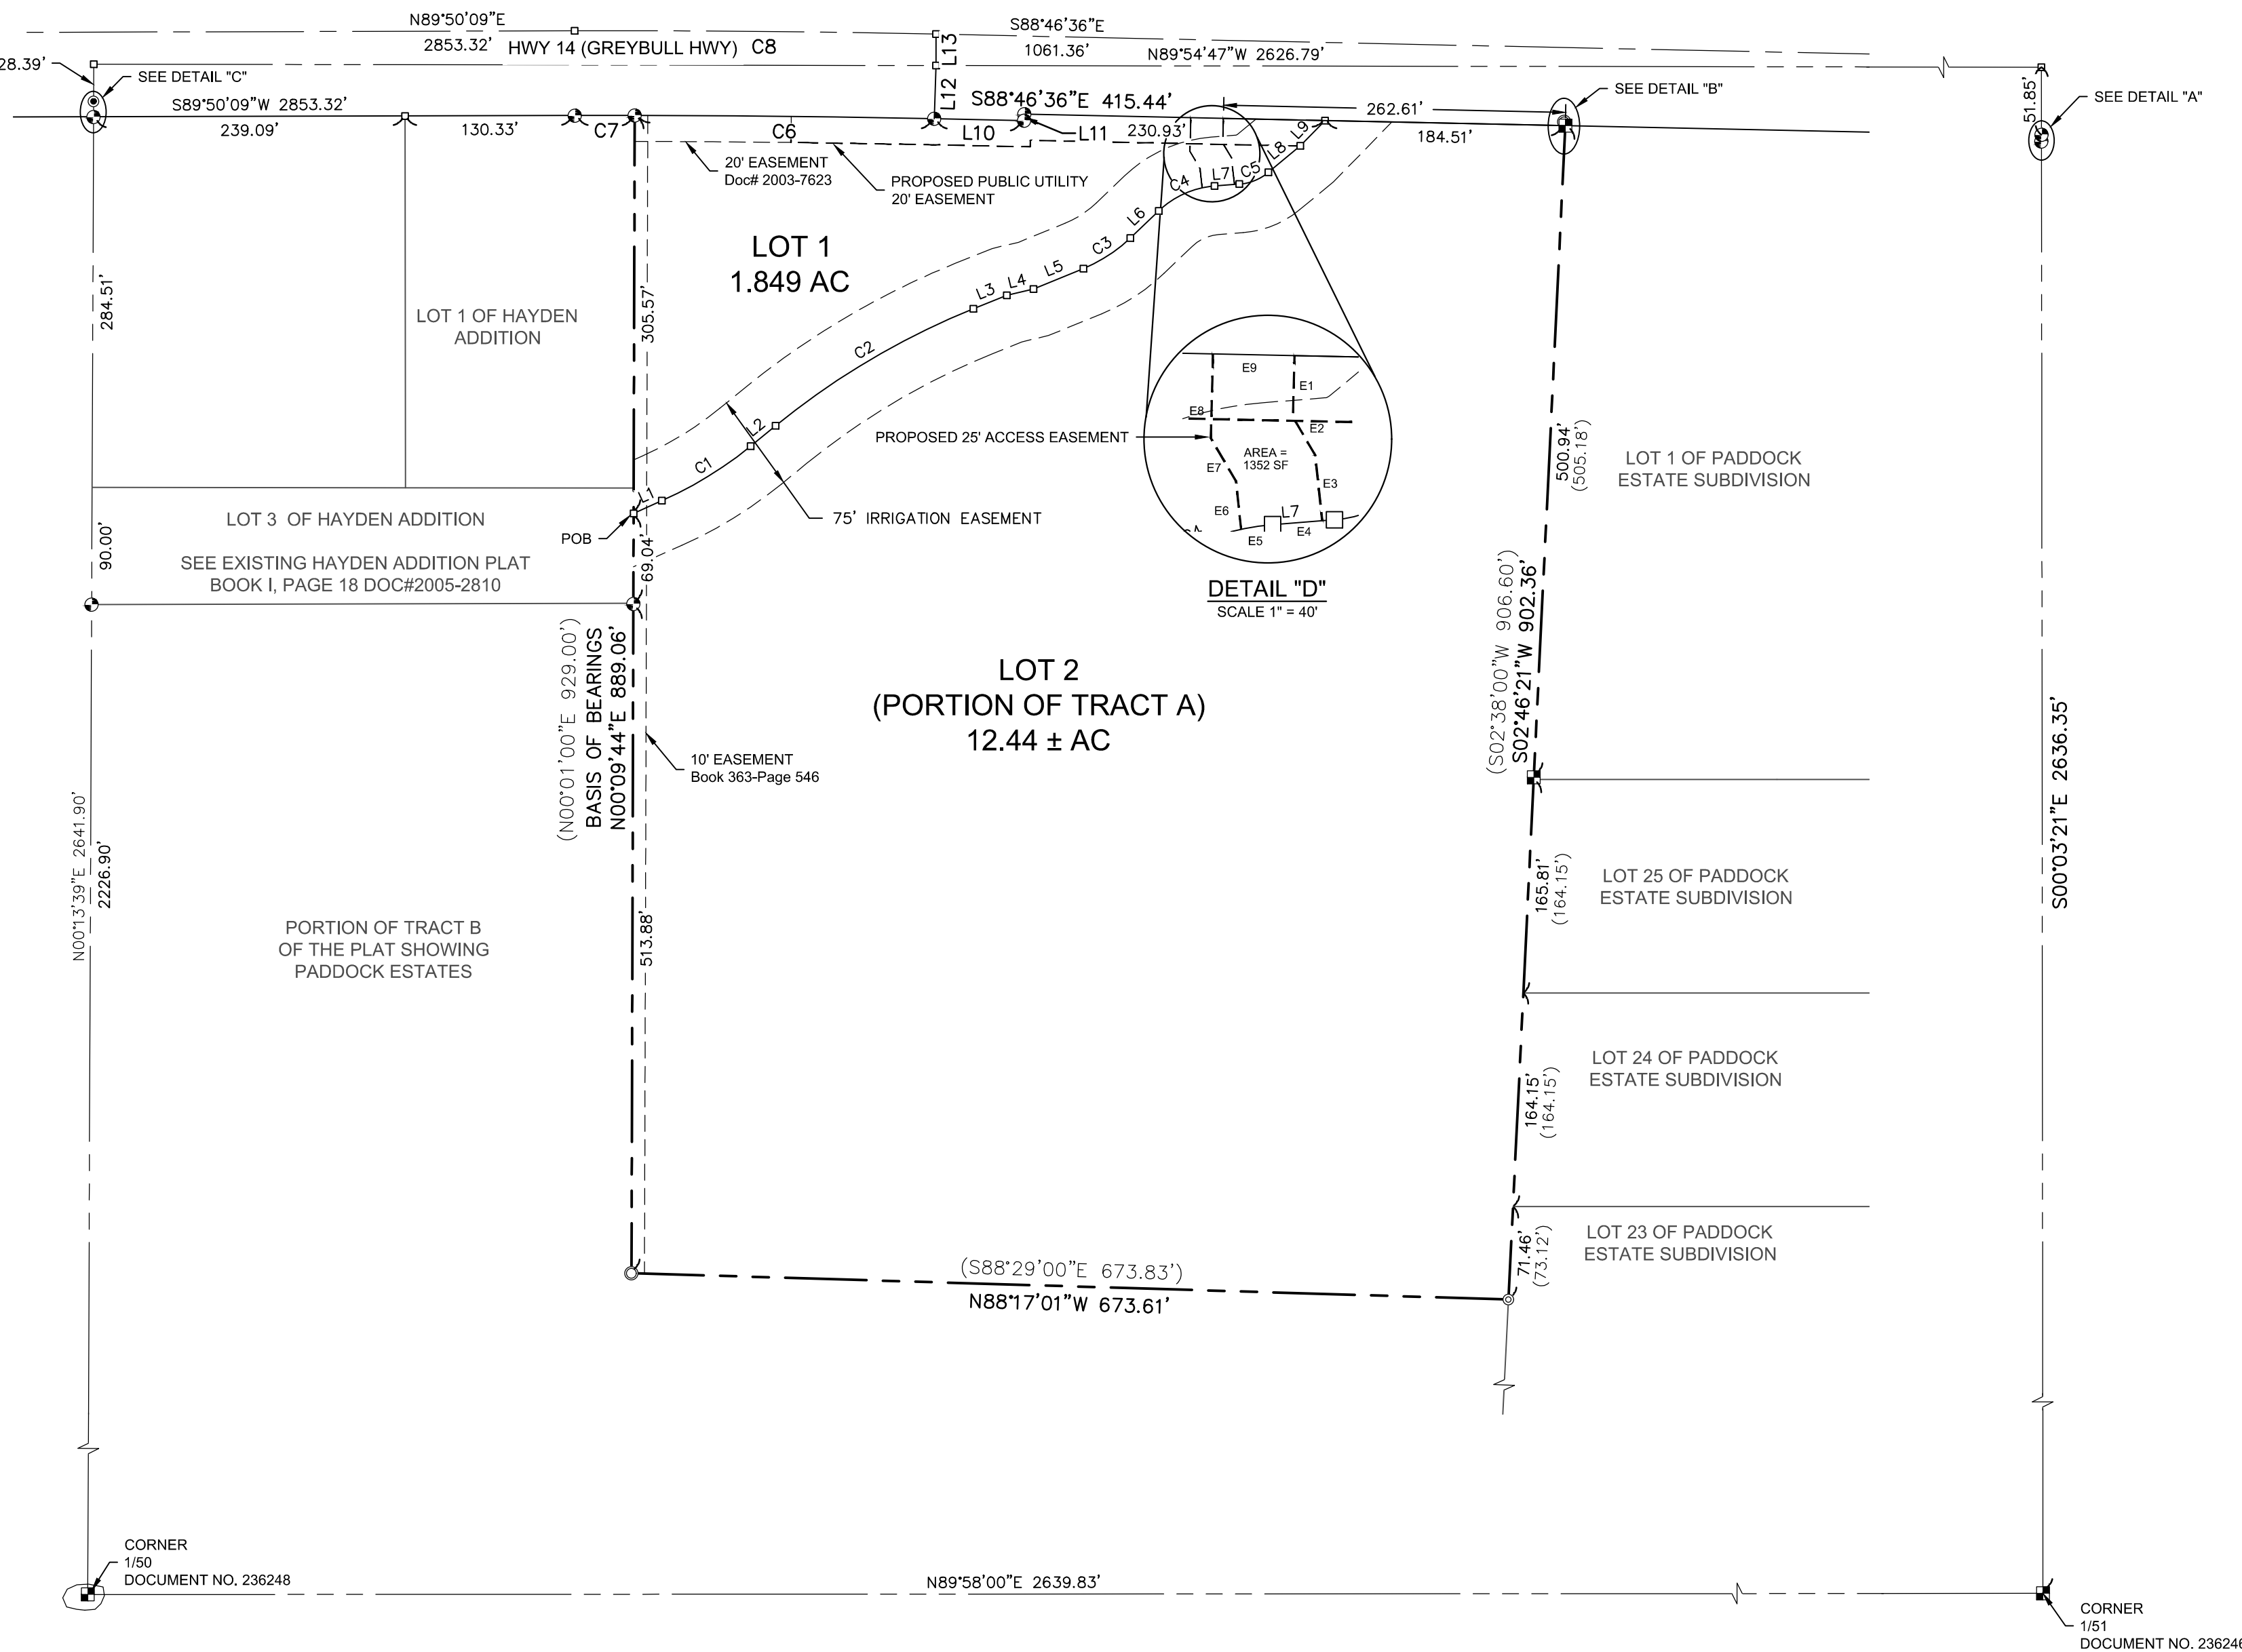 N89°50'09"E
2853.32'
HWY 14 (GREYBULL HWY) C8
S88°46'36"E
1061.36'
N89°54'47"W 2626.79'
L13
L12
28.39'
SEE DETAIL "C"
S89°50'09"W 2853.32'
239.09'
130.33'
C7
C6
L10
L11
S88°46'36"E 415.44'
230.93'
262.61'
184.51'
SEE DETAIL "B"
51.85'
SEE DETAIL "A"
20' EASEMENT
Doc# 2003-7623
PROPOSED PUBLIC UTILITY
20' EASEMENT
L9
L8
C5
L7
C4
L6
C3
L5
L4
L3
C2
L2
C1
L1
LOT 1
1.849 AC
284.51'
LOT 1 OF HAYDEN
ADDITION
305.57'
E9
E1
E8
E2
PROPOSED 25' ACCESS EASEMENT
AREA =
1352 SF
E7
E3
E6
L7
E4
E5
DETAIL "D"
SCALE 1" = 40'
500.94'
(505.18')
LOT 1 OF PADDOCK
ESTATE SUBDIVISION
LOT 3 OF HAYDEN ADDITION
SEE EXISTING HAYDEN ADDITION PLAT
BOOK I, PAGE 18 DOC#2005-2810
90.00'
POB
69.04'
75' IRRIGATION EASEMENT
(N00°01'00"E 929.00')
BASIS OF BEARINGS
N00°09'44"E 889.06'
LOT 2
(PORTION OF TRACT A)
12.44 ± AC
(S02°38'00"W 906.60')
S02°46'21"W 902.36'
S00°03'21"E 2636.35'
10' EASEMENT
Book 363-Page 546
N00°13'39"E 2641.90'
2226.90'
PORTION OF TRACT B
OF THE PLAT SHOWING
PADDOCK ESTATES
513.88'
165.81'
(164.15')
LOT 25 OF PADDOCK
ESTATE SUBDIVISION
164.15'
(164.15')
LOT 24 OF PADDOCK
ESTATE SUBDIVISION
71.46'
(73.12')
LOT 23 OF PADDOCK
ESTATE SUBDIVISION
(S88°29'00"E 673.83')
N88°17'01"W 673.61'
CORNER
1/50
DOCUMENT NO. 236248
N89°58'00"E 2639.83'
CORNER
1/51
DOCUMENT NO. 236246